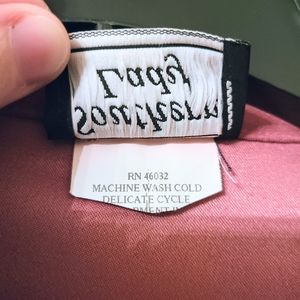 Southern
Lady
RN 46032
MACHINE WASH COLD
DELICATE CYCLE